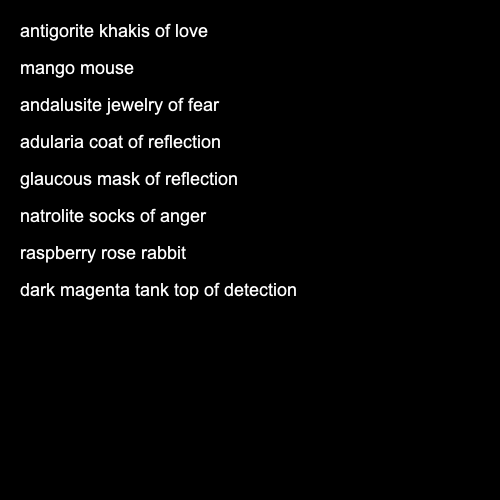 antigorite khakis of love
mango mouse
andalusite jewelry of fear
adularia coat of reflection
glaucous mask of reflection
natrolite socks of anger
raspberry rose rabbit
dark magenta tank top of detection